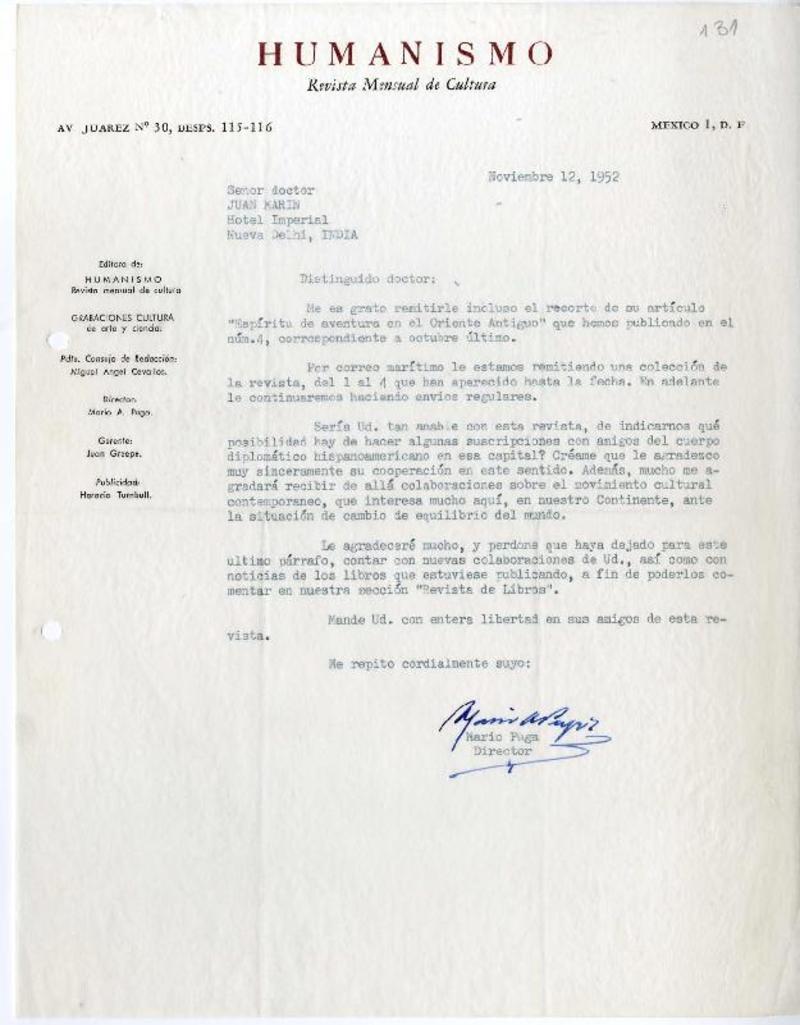 131
HUMANISMO
Revista Mensual de Cultura
AV JUAREZ Nº 30, DESPS. 115-116
MEXICO 1, D. F
Noviembre 12, 1952
Señor doctor
JUAN MARIN
Hotel Imperial
Nueva Delhi, INDIA
Editora de:
HUMANISMO
Revista mensual de cultura
GRABACIONES CULTURA
de arte y ciencia.
Pdte. Consejo de Redacción:
Miguel Angel Cevallos.
Director:
Mario A. Puga.
Gerente:
Juan Grsepe.
Publicidad:
Horacio Turnbull.
Distinguido doctor:
Me es grato remitirle incluso el recorte de su artículo
"Espíritu de aventura en el Oriente Antiguo" que hemos publicado en el
núm.4, correspondiente a octubre último.
Por correo marítimo le estamos remitiendo una colección de
la revista, del 1 al 4 que han aparecido hasta la fecha. En adelante
le continuaremos haciendo envios regulares.
Sería Ud. tan amable con esta revista, de indicarnos qué
posibilidad hay de hacer algunas suscripciones con amigos del cuerpo
diplomático hispanoamericano en esa capital? Créame que le agradesco
muy sinceramente su cooperación en este sentido. Además, mucho me a-
gradará recibir de allá colaboraciones sobre el movimiento cultural
contemporaneo, que interesa mucho aquí, en nuestro Continente, ante
la situación de cambio de equilibrio del mundo.
Le agradeceré mucho, y perdone que haya dejado para este
ultimo párrafo, contar con nuevas colaboraciones de Ud., así como con
noticias de los libros que estuviese publicando, a fin de poderlos co-
mentar en nuestra sección "Revista de Libros".
Mande Ud. con entera libertad en sus amigos de esta re-
vista.
Me repito cordialmente suyo:
Mario Puga
Director